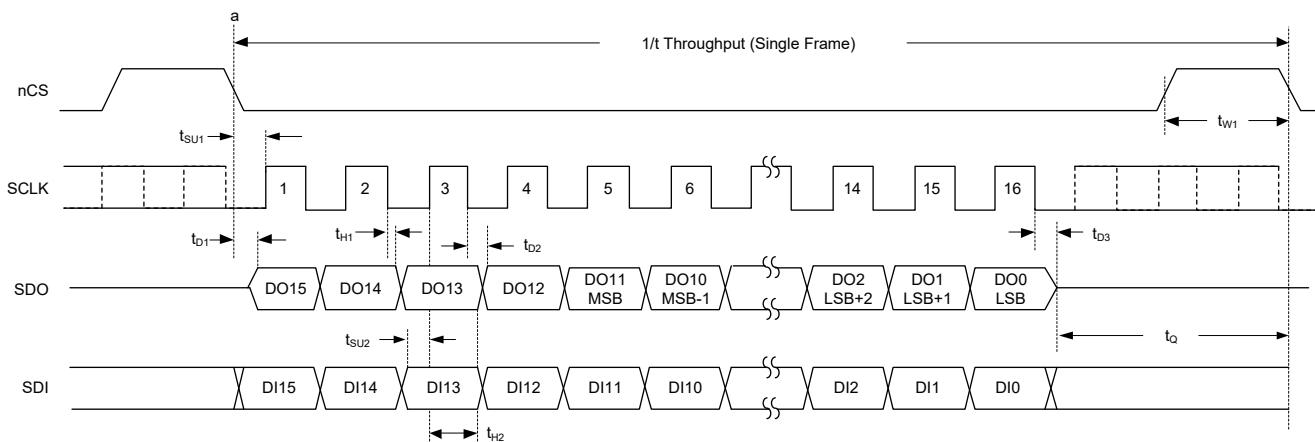 a
1/t Throughput (Single Frame)
nCS
tSU1
tW1
SCLK
1 2 3 4 5 6 14 15 16
tD1 tH1 tD2 tD3
SDO
DO15 DO14 DO13 DO12 DO11 DO10 DO2 DO1 DO0
MSB MSB-1 LSB+2 LSB+1 LSB
tSU2
tQ
SDI
DI15 DI14 DI13 DI12 DI11 DI10 DI2 DI1 DI0
tH2